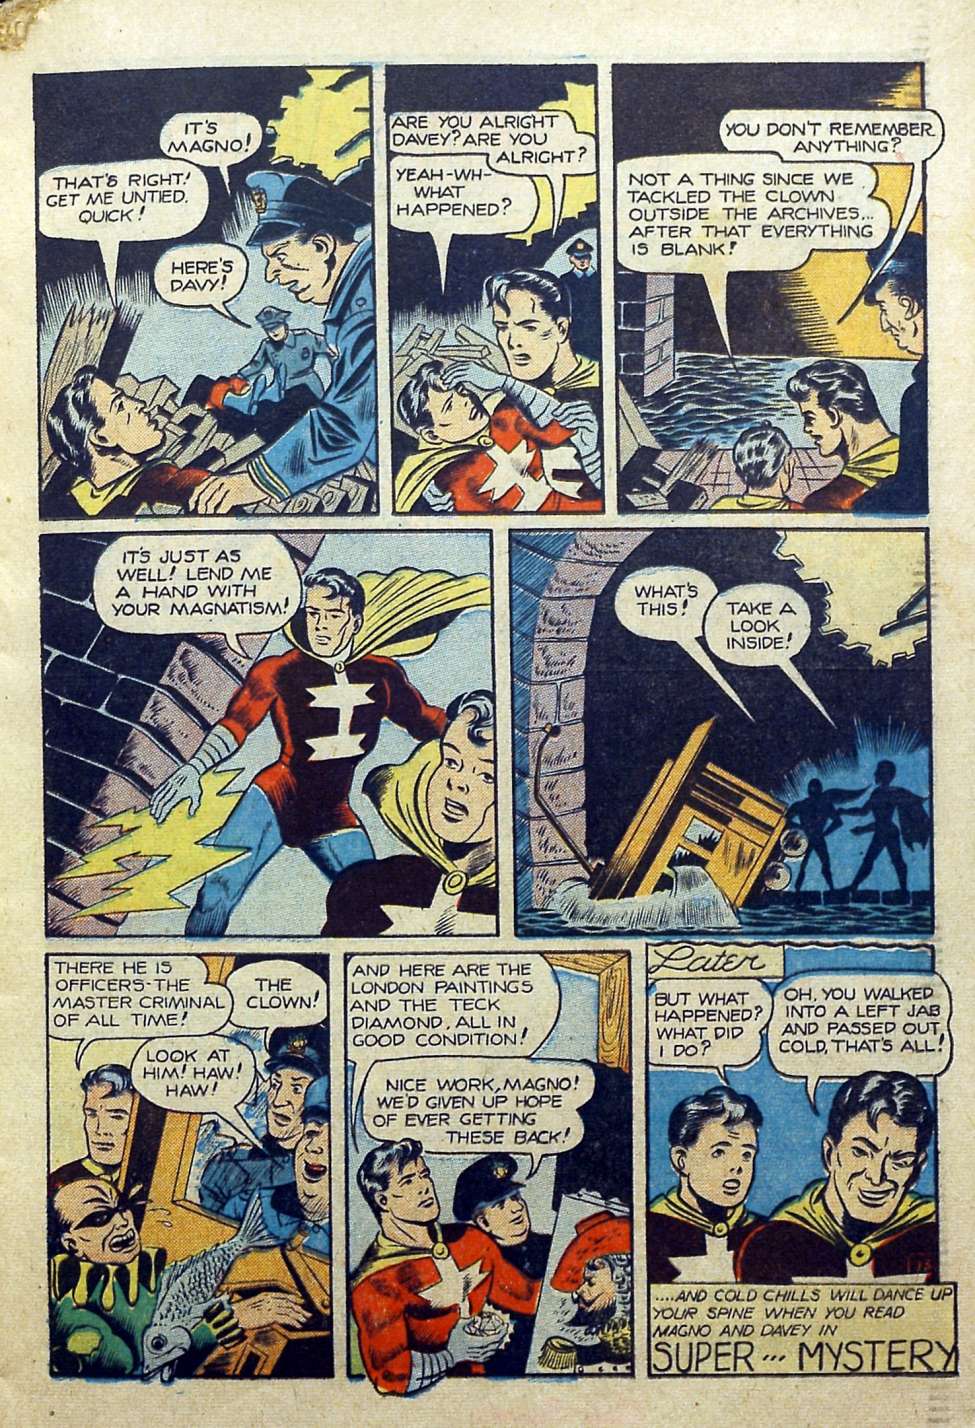 IT'S
MAGNO!
THAT'S RIGHT!
GET ME UNTIED.
QUICK!
HERE'S
DAVY!
ARE YOU ALRIGHT
DAVEY? ARE YOU
ALRIGHT?
YEAH-WH-
WHAT
HAPPENED?
YOU DON'T REMEMBER
ANYTHING?
NOT A THING SINCE WE
TACKLED THE CLOWN
OUTSIDE THE ARCHIVES...
AFTER THAT EVERYTHING
IS BLANK!
IT'S JUST AS
WELL! LEND ME
A HAND WITH
YOUR MAGNATISM!
WHAT'S
THIS!
TAKE A
LOOK
INSIDE!
THERE HE IS
OFFICERS-THE
MASTER CRIMINAL
OF ALL TIME!
THE
CLOWN!
LOOK AT
HIM! HAW!
HAW!
AND HERE ARE THE
LONDON PAINTINGS
AND THE TECK
DIAMOND, ALL IN
GOOD CONDITION!
NICE WORK, MAGNO!
WE'D GIVEN UP HOPE
OF EVER GETTING
THESE BACK!
Later
BUT WHAT
HAPPENED?
WHAT DID
I DO?
OH, YOU WALKED
INTO A LEFT JAB
AND PASSED OUT,
COLD, THAT'S ALL!
....AND COLD CHILLS WILL DANCE UP
YOUR SPINE WHEN YOU READ
MAGNO AND DAVEY IN
SUPER --- MYSTERY